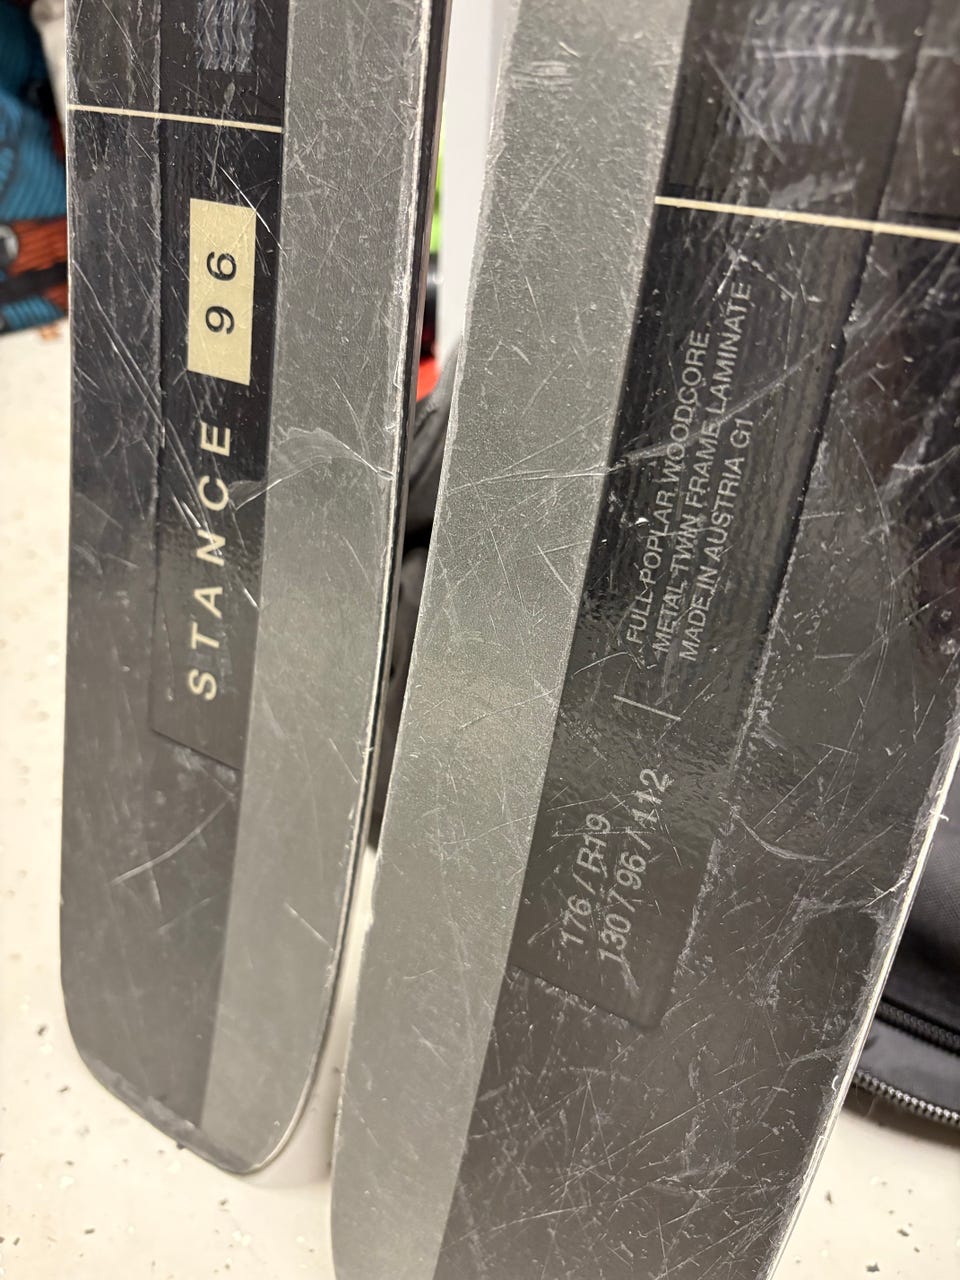 STANCE 96
176 / R19
130 / 96 / 112
FULL POPLAR WOODCORE
METAL TWIN FRAME LAMINATE
MADE IN AUSTRIA G1